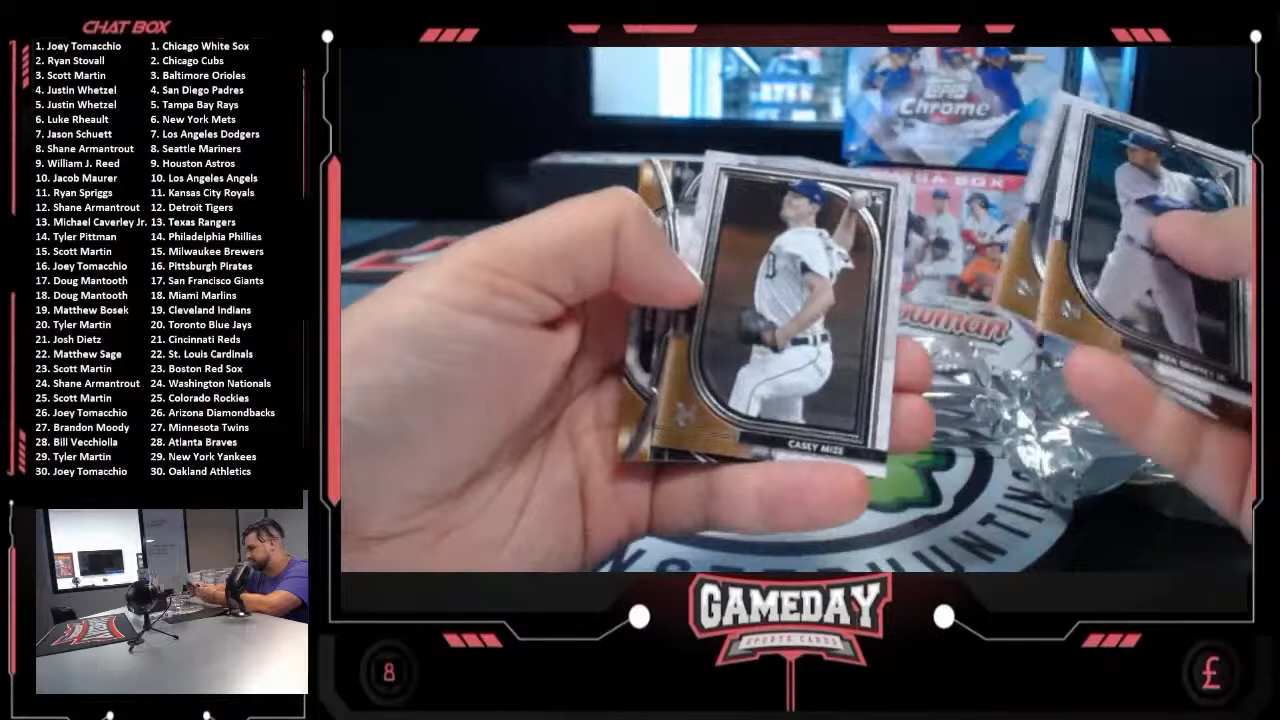 CHAT BOX
1. Joey Tomacchio 1. Chicago White Sox
2. Ryan Stovall 2. Chicago Cubs
3. Scott Martin 3. Baltimore Orioles
4. Justin Whetzel 4. San Diego Padres
5. Justin Whetzel 5. Tampa Bay Rays
6. Luke Rheault 6. New York Mets
7. Jason Schuett 7. Los Angeles Dodgers
8. Shane Armantrout 8. Seattle Mariners
9. William J. Reed 9. Houston Astros
10. Jacob Maurer 10. Los Angeles Angels
11. Ryan Spriggs 11. Kansas City Royals
12. Shane Armantrout 12. Detroit Tigers
13. Michael Caverley Jr. 13. Texas Rangers
14. Tyler Pittman 14. Philadelphia Phillies
15. Scott Martin 15. Milwaukee Brewers
16. Joey Tomacchio 16. Pittsburgh Pirates
17. Doug Mantooth 17. San Francisco Giants
18. Doug Mantooth 18. Miami Marlins
19. Matthew Bosek 19. Cleveland Indians
20. Tyler Martin 20. Toronto Blue Jays
21. Josh Dietz 21. Cincinnati Reds
22. Matthew Sage 22. St. Louis Cardinals
23. Scott Martin 23. Boston Red Sox
24. Shane Armantrout 24. Washington Nationals
25. Scott Martin 25. Colorado Rockies
26. Joey Tomacchio 26. Arizona Diamondbacks
27. Brandon Moody 27. Minnesota Twins
28. Bill Vecchiolla 28. Atlanta Braves
29. Tyler Martin 29. New York Yankees
30. Joey Tomacchio 30. Oakland Athletics
TOPPS
Chrome
BOX
CASEY MIZE
GAMEDAY
SPORTS CARDS
8
£